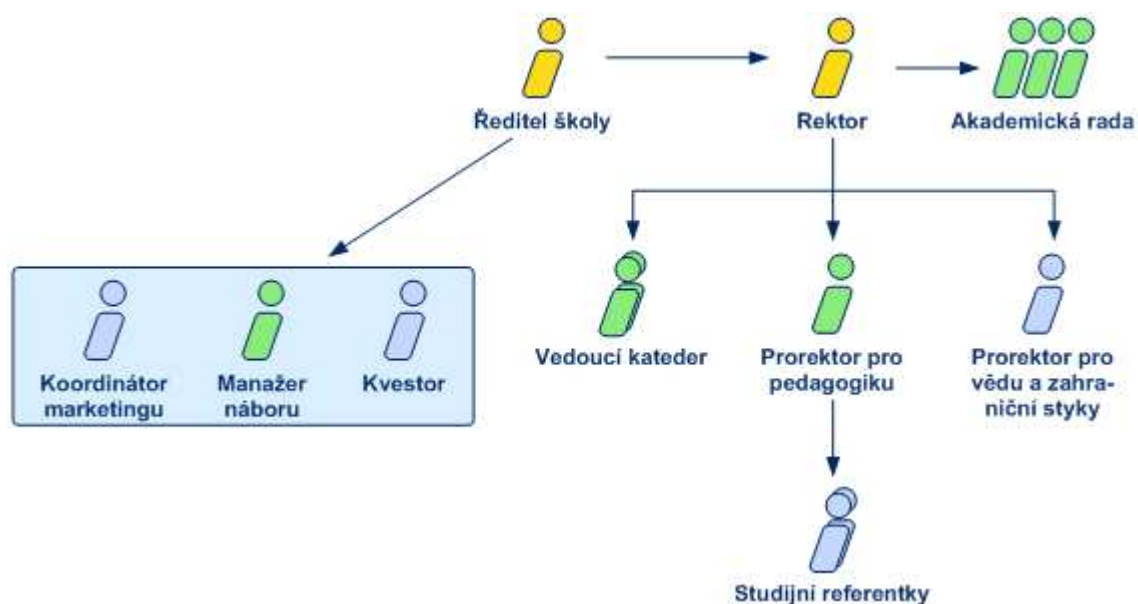 Ředitel školy
Rektor
Akademická rada
Koordinátor
marketingu
Manažer
náboru
Kvestor
Vedoucí kateder
Prorektor pro
pedagogiku
Prorektor pro
vědu a zahra-
niční styky
Studijní referentky